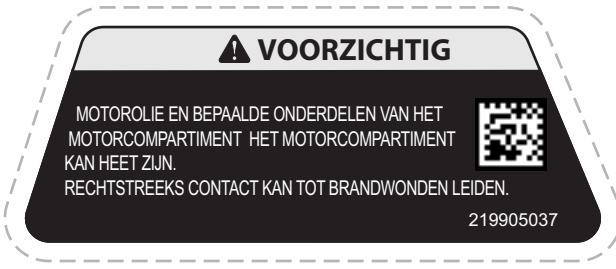 VOORZICHTIG
MOTOROLIE EN BEPAALDE ONDERDELEN VAN HET
MOTORCOMPARTIMENT HET MOTORCOMPARTIMENT
KAN HEET ZIJN.
RECHTSTREEKS CONTACT KAN TOT BRANDWONDEN LEIDEN.
219905037